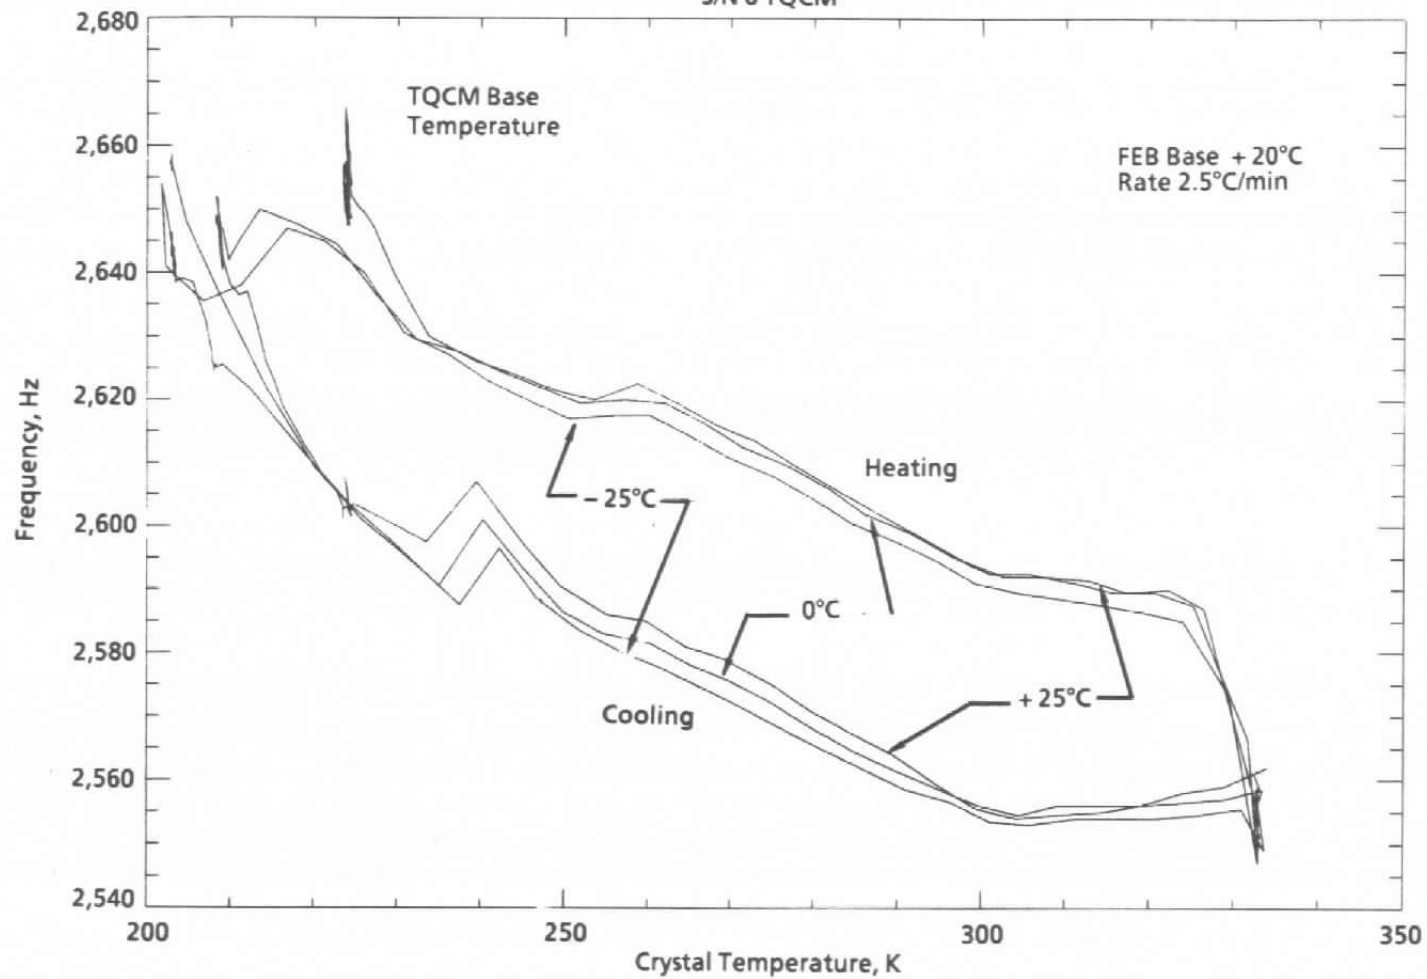 2,680
TQCM Base
Temperature
2,660
FEB Base + 20°C
Rate 2.5°C/min
2,640
2,620
Heating
– 25°C
Frequency, Hz
2,600
0°C
2,580
+ 25°C
Cooling
2,560
2,540
200 250 300 350
Crystal Temperature, K